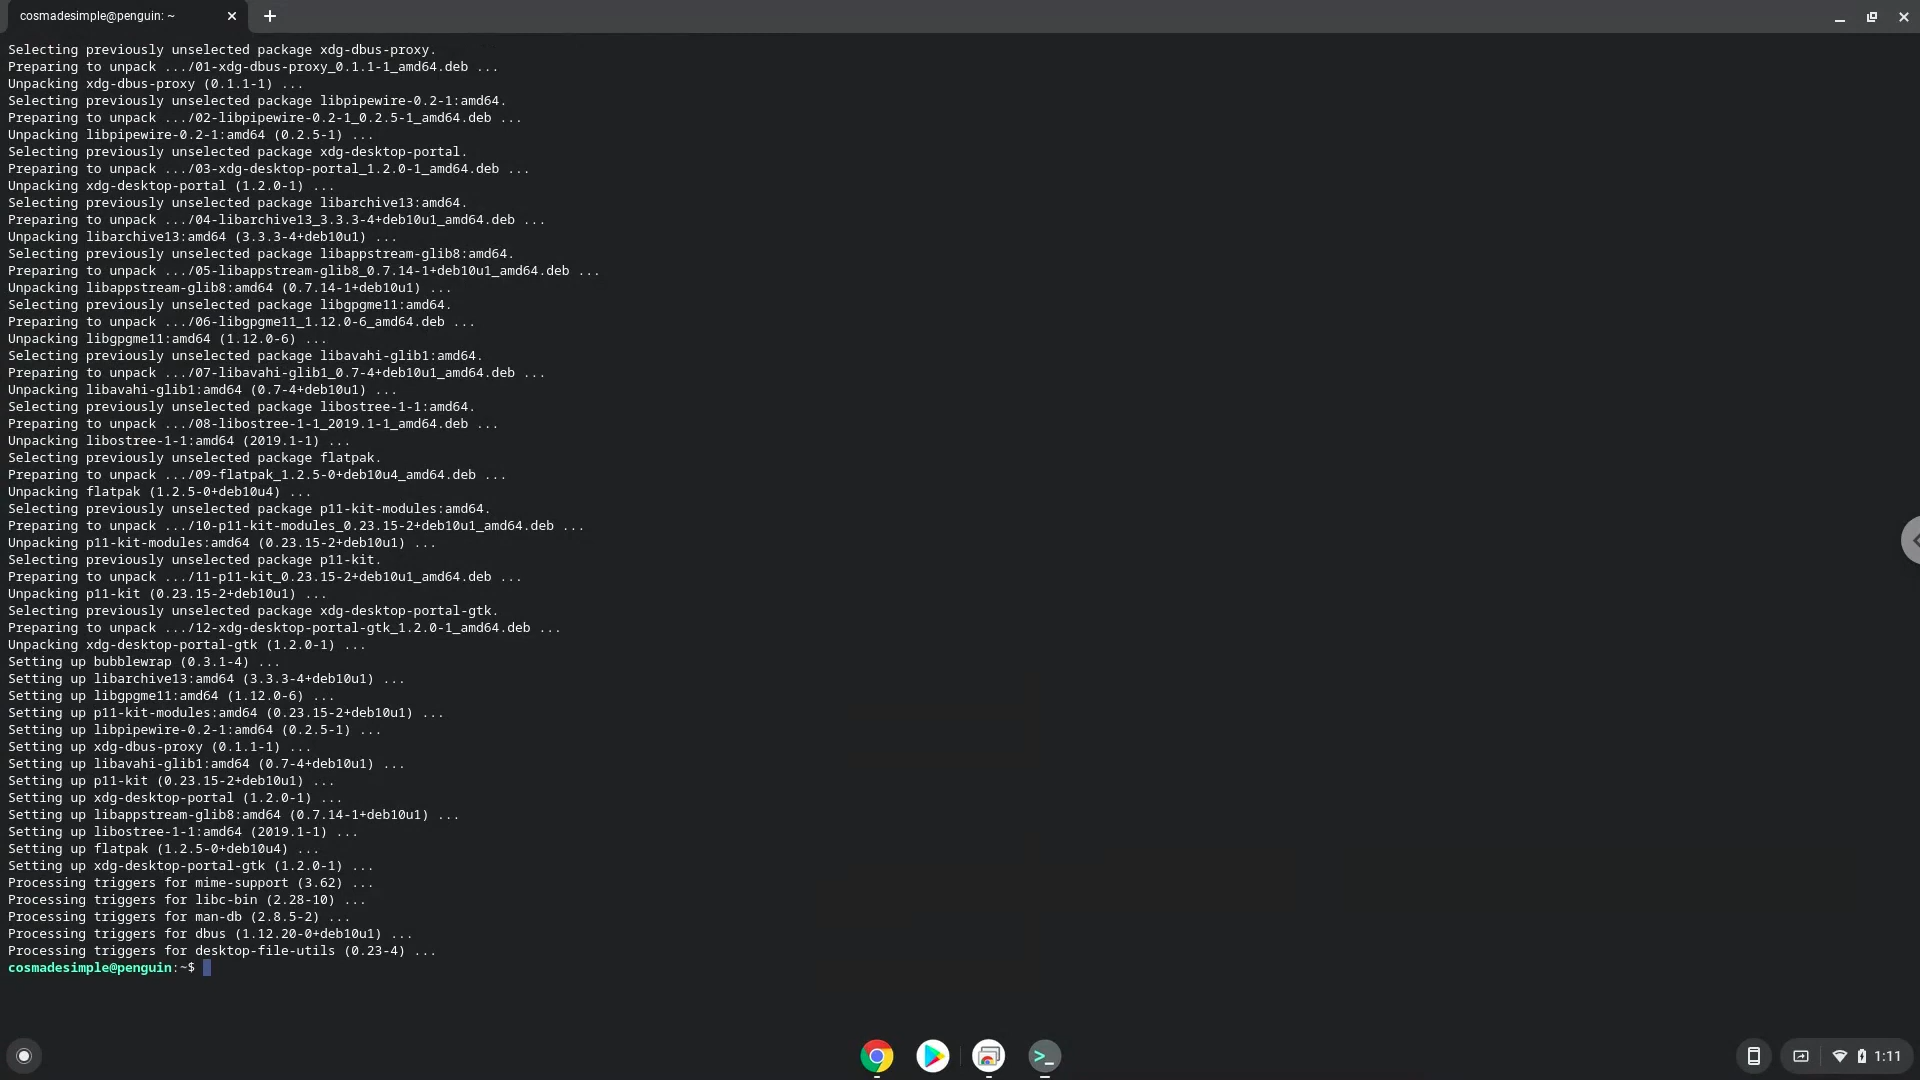 cosmadesimple@penguin: ~
Selecting previously unselected package xdg-dbus-proxy.
Preparing to unpack .../01-xdg-dbus-proxy_0.1.1-1_amd64.deb ...
Unpacking xdg-dbus-proxy (0.1.1-1) ...
Selecting previously unselected package libpipewire-0.2-1:amd64.
Preparing to unpack .../02-libpipewire-0.2-1_0.2.5-1_amd64.deb ...
Unpacking libpipewire-0.2-1:amd64 (0.2.5-1) ...
Selecting previously unselected package xdg-desktop-portal.
Preparing to unpack .../03-xdg-desktop-portal_1.2.0-1_amd64.deb ...
Unpacking xdg-desktop-portal (1.2.0-1) ...
Selecting previously unselected package libarchive13:amd64.
Preparing to unpack .../04-libarchive13_3.3.3-4+deb10u1_amd64.deb ...
Unpacking libarchive13:amd64 (3.3.3-4+deb10u1) ...
Selecting previously unselected package libappstream-glib8:amd64.
Preparing to unpack .../05-libappstream-glib8_0.7.14-1+deb10u1_amd64.deb ...
Unpacking libappstream-glib8:amd64 (0.7.14-1+deb10u1) ...
Selecting previously unselected package libgpgme11:amd64.
Preparing to unpack .../06-libgpgme11_1.12.0-6_amd64.deb ...
Unpacking libgpgme11:amd64 (1.12.0-6) ...
Selecting previously unselected package libavahi-glib1:amd64.
Preparing to unpack .../07-libavahi-glib1_0.7-4+deb10u1_amd64.deb ...
Unpacking libavahi-glib1:amd64 (0.7-4+deb10u1) ...
Selecting previously unselected package libostree-1-1:amd64.
Preparing to unpack .../08-libostree-1-1_2019.1-1_amd64.deb ...
Unpacking libostree-1-1:amd64 (2019.1-1) ...
Selecting previously unselected package flatpak.
Preparing to unpack .../09-flatpak_1.2.5-0+deb10u4_amd64.deb ...
Unpacking flatpak (1.2.5-0+deb10u4) ...
Selecting previously unselected package p11-kit-modules:amd64.
Preparing to unpack .../10-p11-kit-modules_0.23.15-2+deb10u1_amd64.deb ...
Unpacking p11-kit-modules:amd64 (0.23.15-2+deb10u1) ...
Selecting previously unselected package p11-kit.
Preparing to unpack .../11-p11-kit_0.23.15-2+deb10u1_amd64.deb ...
Unpacking p11-kit (0.23.15-2+deb10u1) ...
Selecting previously unselected package xdg-desktop-portal-gtk.
Preparing to unpack .../12-xdg-desktop-portal-gtk_1.2.0-1_amd64.deb ...
Unpacking xdg-desktop-portal-gtk (1.2.0-1) ...
Setting up bubblewrap (0.3.1-4) ...
Setting up libarchive13:amd64 (3.3.3-4+deb10u1) ...
Setting up libgpgme11:amd64 (1.12.0-6) ...
Setting up p11-kit-modules:amd64 (0.23.15-2+deb10u1) ...
Setting up libpipewire-0.2-1:amd64 (0.2.5-1) ...
Setting up xdg-dbus-proxy (0.1.1-1) ...
Setting up libavahi-glib1:amd64 (0.7-4+deb10u1) ...
Setting up p11-kit (0.23.15-2+deb10u1) ...
Setting up xdg-desktop-portal (1.2.0-1) ...
Setting up libappstream-glib8:amd64 (0.7.14-1+deb10u1) ...
Setting up libostree-1-1:amd64 (2019.1-1) ...
Setting up flatpak (1.2.5-0+deb10u4) ...
Setting up xdg-desktop-portal-gtk (1.2.0-1) ...
Processing triggers for mime-support (3.62) ...
Processing triggers for libc-bin (2.28-10) ...
Processing triggers for man-db (2.8.5-2) ...
Processing triggers for dbus (1.12.20-0+deb10u1) ...
Processing triggers for desktop-file-utils (0.23-4) ...
cosmadesimple@penguin:~$
1:11